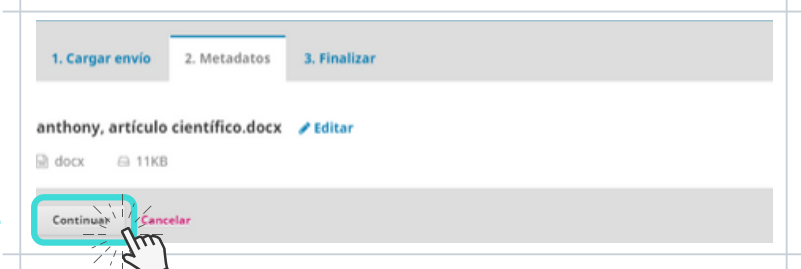 1. Cargar envío 2. Metadatos 3. Finalizar
anthony, artículo científico.docx Editar
docx 11KB
Continuar Cancelar